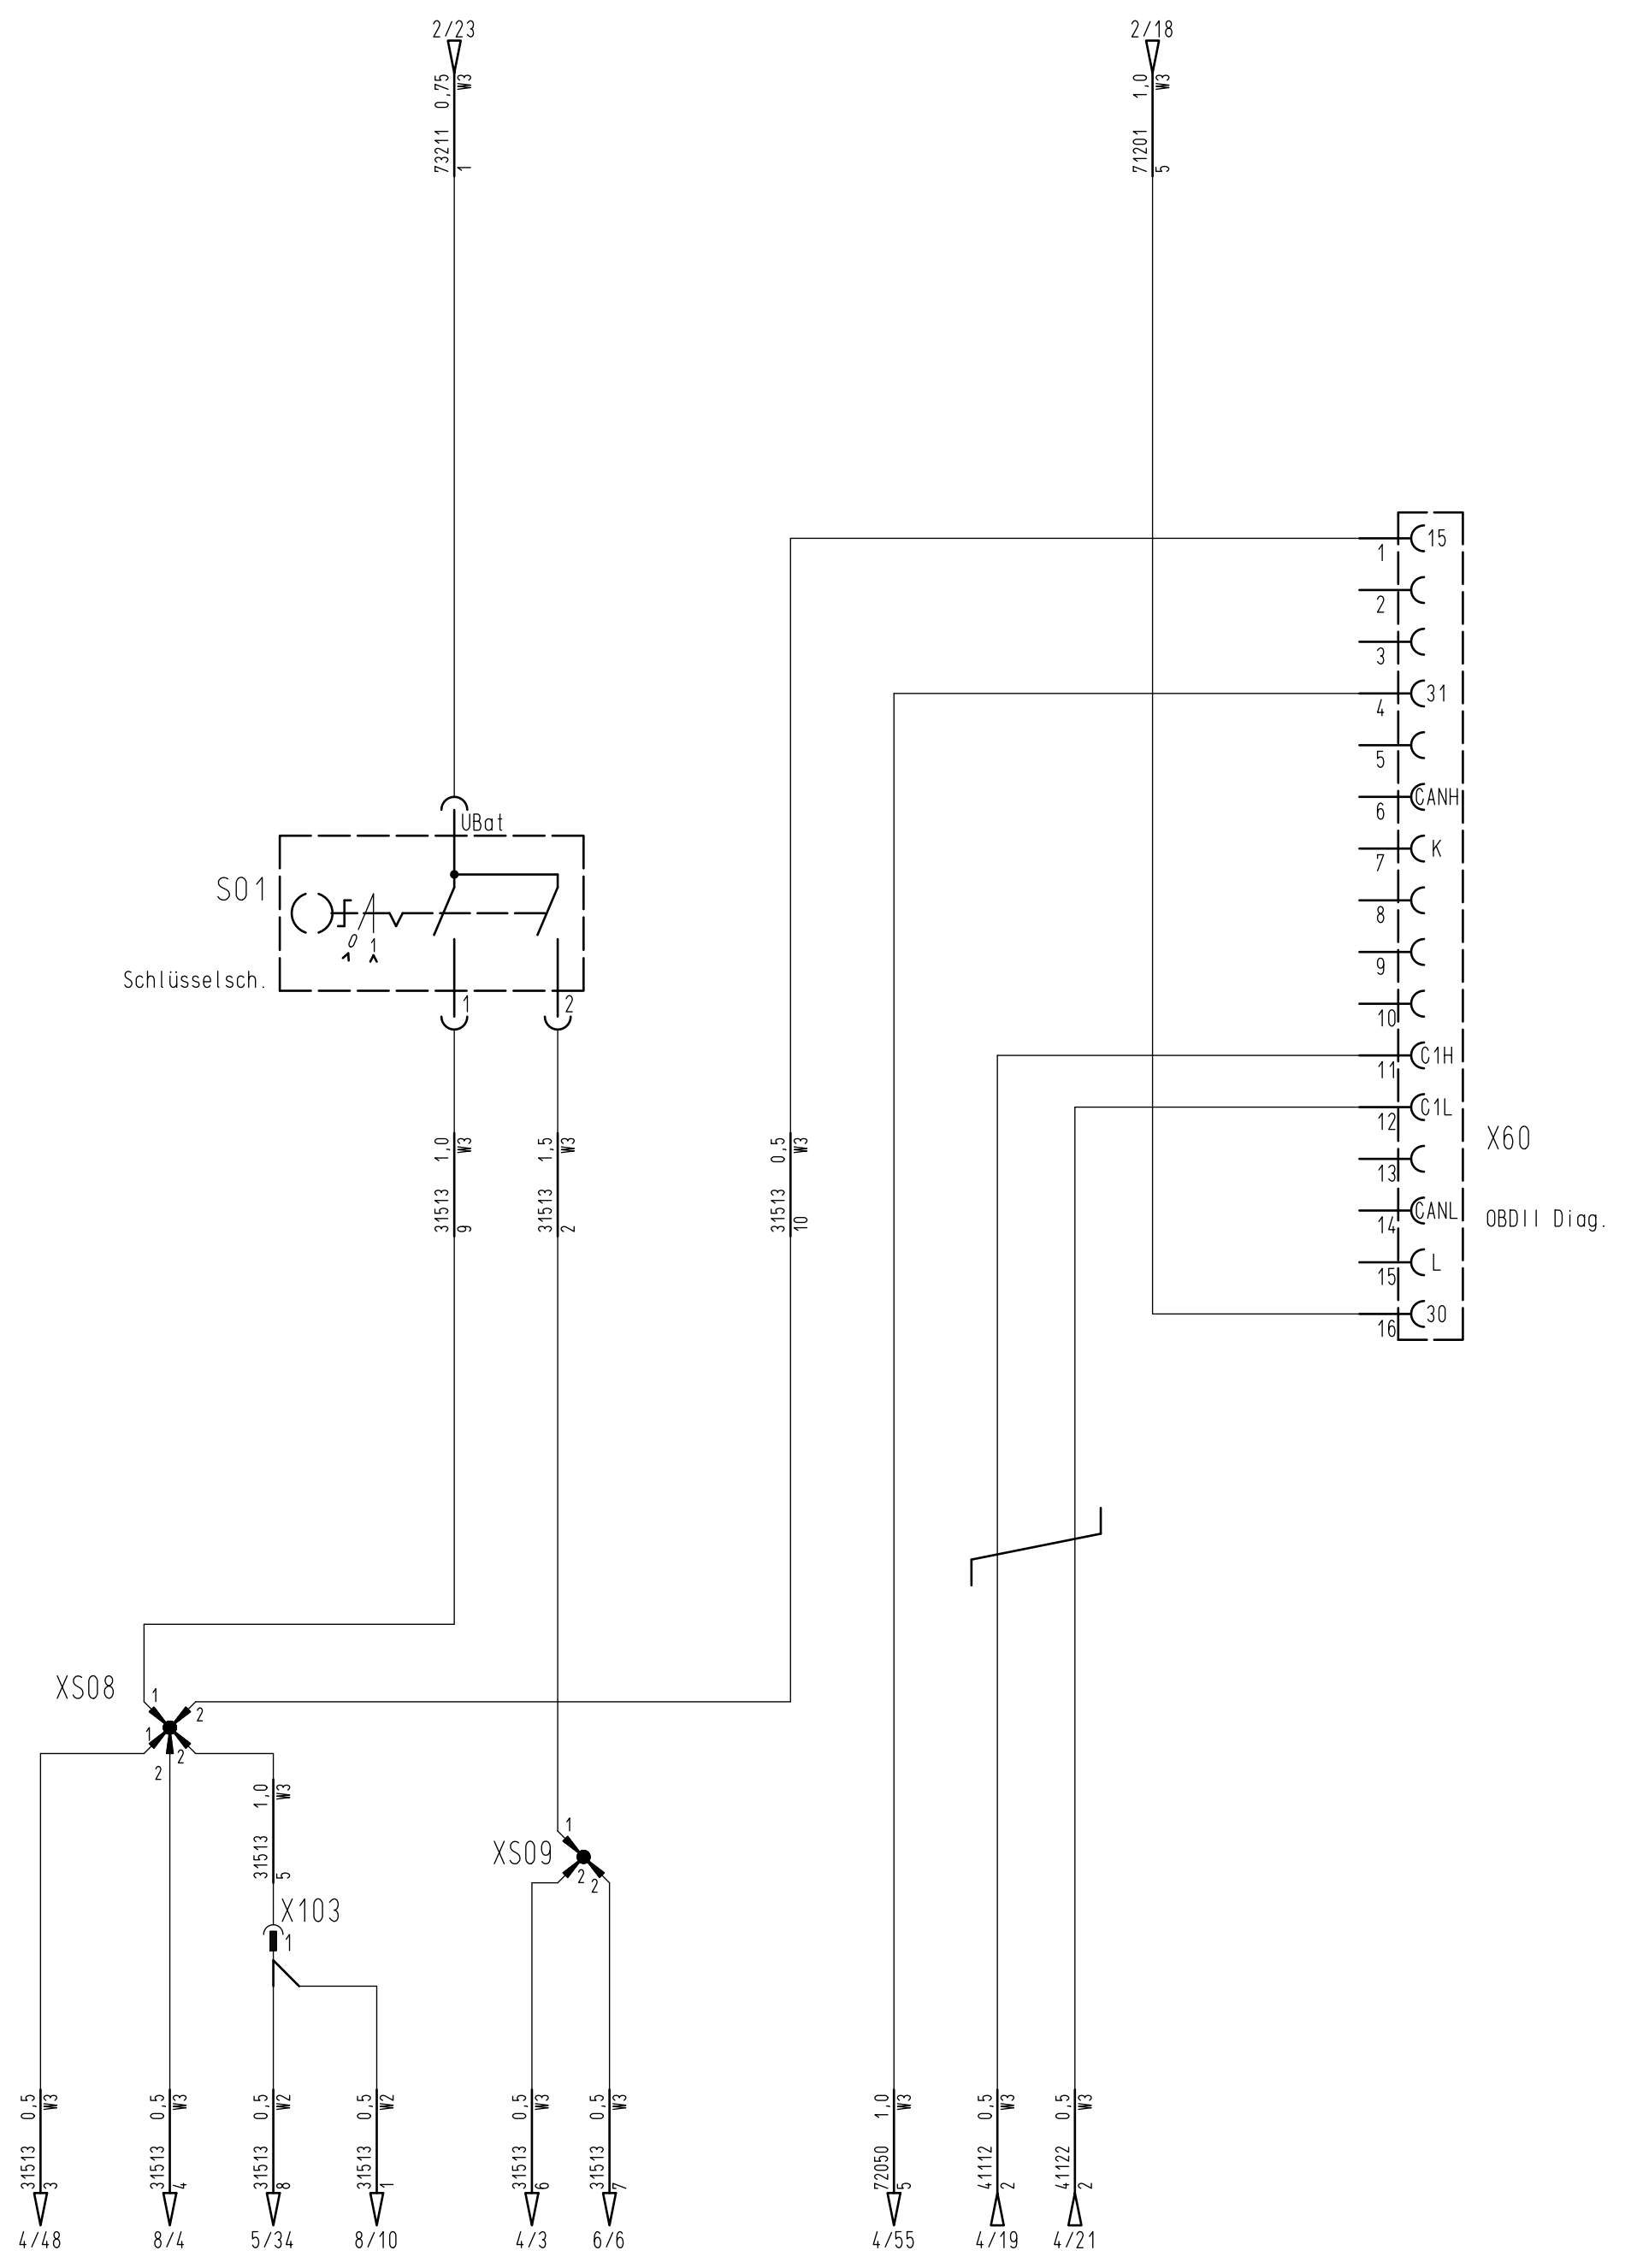 2/23
2/18
73211 0,75
W3
1
71201 1,0
W3
5
15
1
2
3
31
4
5
CANH
6
UBat
K
7
S01
8
0
1
9
Schlüsselsch.
1
2
10
C1H
11
C1L
12
X60
31513 1,0
W3
9
31513 1,5
W3
2
31513 0,5
W3
10
13
CANL
14
OBDII Diag.
L
15
30
16
XS08
1
2
1
2
2
31513 1,0
W3
5
XS09
1
2
2
X103
1
31513 0,5
W3
3
31513 0,5
W3
4
31513 0,5
W2
8
31513 0,5
W2
1
31513 0,5
W3
6
31513 0,5
W3
7
72050 1,0
W3
5
41112 0,5
W3
2
41122 0,5
W3
2
4/48
8/4
5/34
8/10
4/3
6/6
4/55
4/19
4/21